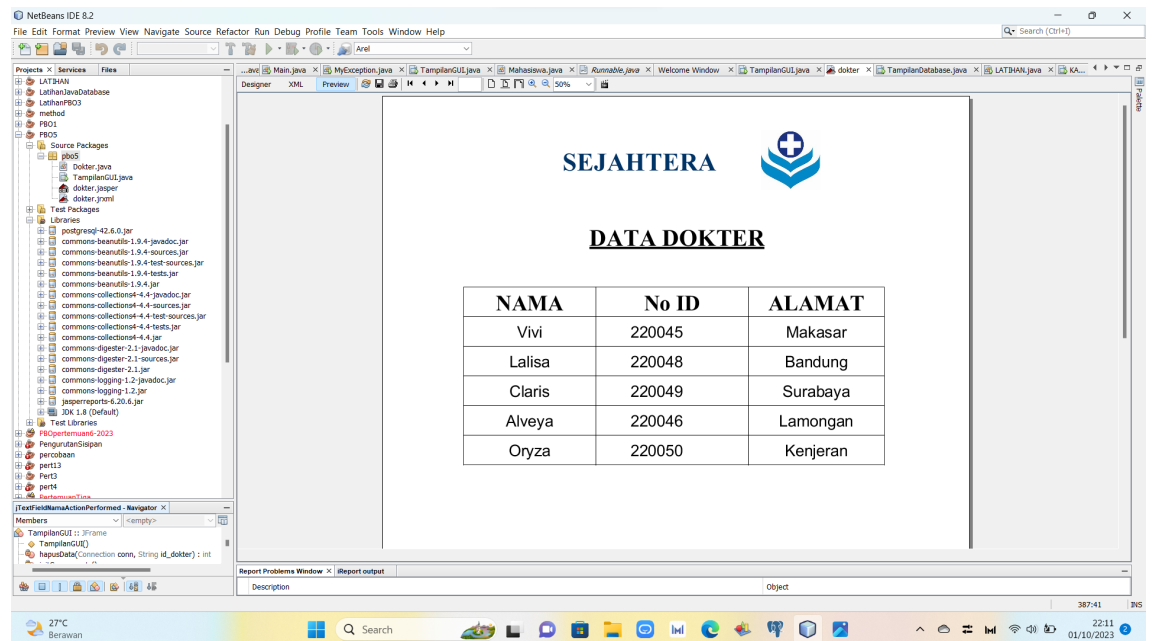 NetBeans IDE 8.2
File Edit Format Preview View Navigate Source Refactor Run Debug Profile Team Tools Window Help
Search (Ctrl+I)
Arel
Projects Services Files
...ava Main.java MyException.java TampilanGUI.java Mahasiswa.java Runnable.java Welcome Window TampilanGUI.java dokter TampilanDatabase.java LATIHAN.java KA...
Designer XML Preview 50%
Palette
LATIHAN
LatihanJavaDatabase
LatihanPBO3
method
PBO1
PBO5
Source Packages
pbo5
Dokter.java
TampilanGUI.java
dokter.jasper
dokter.jrxml
Test Packages
Libraries
postgresql-42.6.0.jar
commons-beanutils-1.9.4-javadoc.jar
commons-beanutils-1.9.4-sources.jar
commons-beanutils-1.9.4-test-sources.jar
commons-beanutils-1.9.4-tests.jar
commons-beanutils-1.9.4.jar
commons-collections4-4.4-javadoc.jar
commons-collections4-4.4-sources.jar
commons-collections4-4.4-test-sources.jar
commons-collections4-4.4-tests.jar
commons-collections4-4.4.jar
commons-digester-2.1-javadoc.jar
commons-digester-2.1-sources.jar
commons-digester-2.1.jar
commons-logging-1.2-javadoc.jar
commons-logging-1.2.jar
jasperreports-6.20.6.jar
JDK 1.8 (Default)
Test Libraries
PBOpertemuan6-2023
PengurutanSisipan
percobaan
pert13
Pert3
pert4
PertemuanTiga
SEJAHTERA
DATA DOKTER
NAMA No ID ALAMAT
Vivi 220045 Makasar
Lalisa 220048 Bandung
Claris 220049 Surabaya
Alveya 220046 Lamongan
Oryza 220050 Kenjeran
jTextFieldNamaActionPerformed - Navigator
Members <empty>
TampilanGUI :: JFrame
TampilanGUI()
hapusData(Connection conn, String id_dokter) : int
Report Problems Window iReport output
Description Object
387:41 INS
27°C
Berawan
Search
22:11
01/10/2023
2